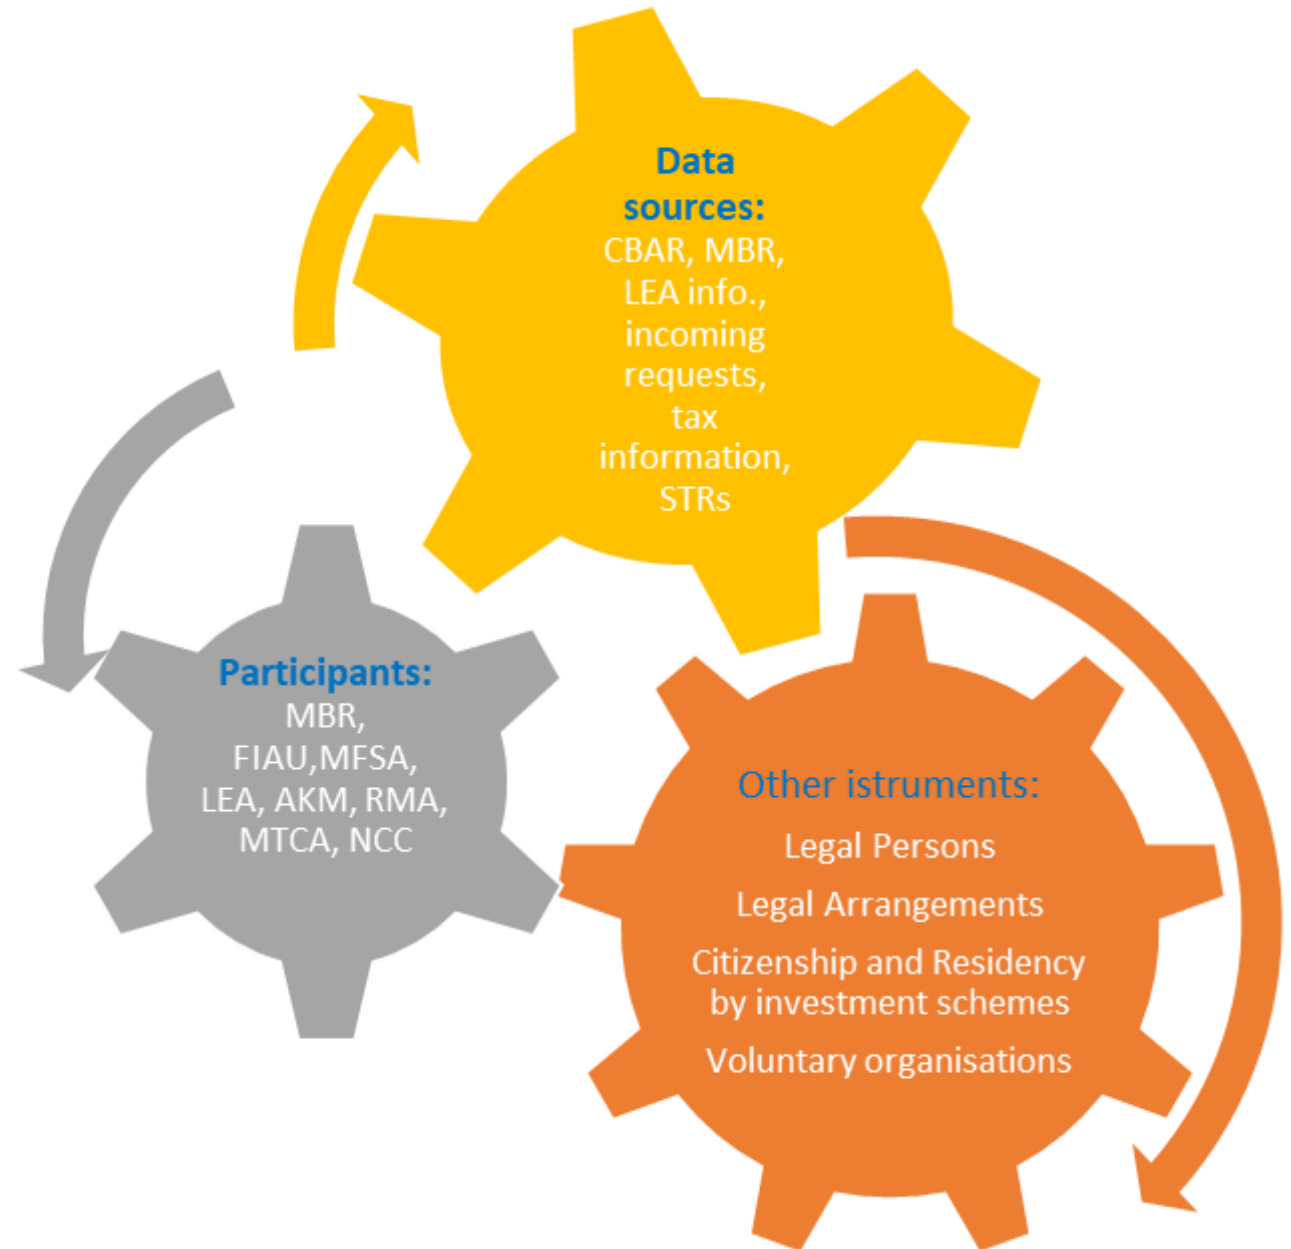 Data
sources:
CBAR, MBR,
LEA info.,
incoming
requests,
tax
information,
STRs
Participants:
MBR,
FIAU,MFSA,
LEA, AKM, RMA,
MTCA, NCC
Other istruments:
Legal Persons
Legal Arrangements
Citizenship and Residency
by investment schemes
Voluntary organisations